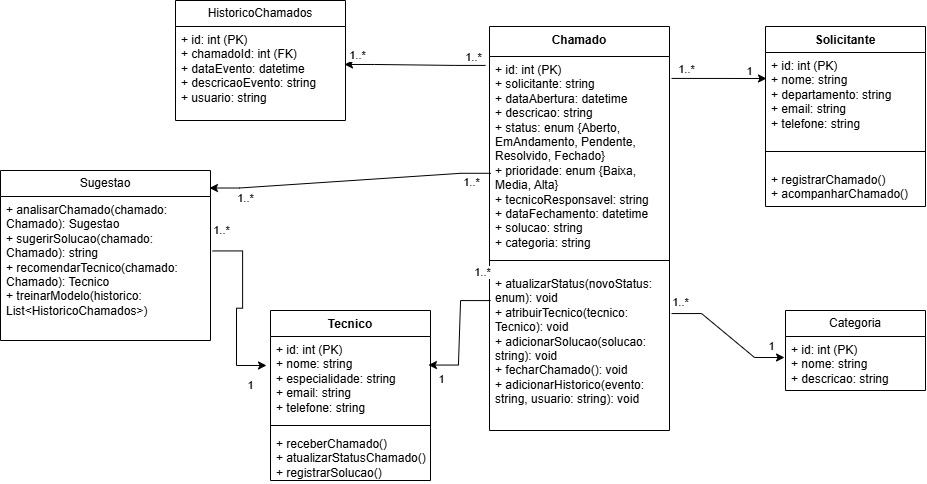 HistoricoChamados
+ id: int (PK)
+ chamadoId: int (FK)
+ dataEvento: datetime
+ descricaoEvento: string
+ usuario: string
1..*
1..*
Chamado
+ id: int (PK)
+ solicitante: string
+ dataAbertura: datetime
+ descricao: string
+ status: enum {Aberto,
EmAndamento, Pendente,
Resolvido, Fechado}
+ prioridade: enum {Baixa,
Media, Alta}
+ tecnicoResponsavel: string
+ dataFechamento: datetime
+ solucao: string
+ categoria: string
+ atualizarStatus(novoStatus:
enum): void
+ atribuirTecnico(tecnico:
Tecnico): void
+ adicionarSolucao(solucao:
string): void
+ fecharChamado(): void
+ adicionarHistorico(evento:
string, usuario: string): void
1..*
1
Solicitante
+ id: int (PK)
+ nome: string
+ departamento: string
+ email: string
+ telefone: string
+ registrarChamado()
+ acompanharChamado()
Sugestao
+ analisarChamado(chamado:
Chamado): Sugestao
+ sugerirSolucao(chamado:
Chamado): string
+ recomendarTecnico(chamado:
Chamado): Tecnico
+ treinarModelo(historico:
List<HistoricoChamados>)
1..*
1..*
1..*
1
Tecnico
+ id: int (PK)
+ nome: string
+ especialidade: string
+ email: string
+ telefone: string
+ receberChamado()
+ atualizarStatusChamado()
+ registrarSolucao()
1..*
1
1..*
1
Categoria
+ id: int (PK)
+ nome: string
+ descricao: string